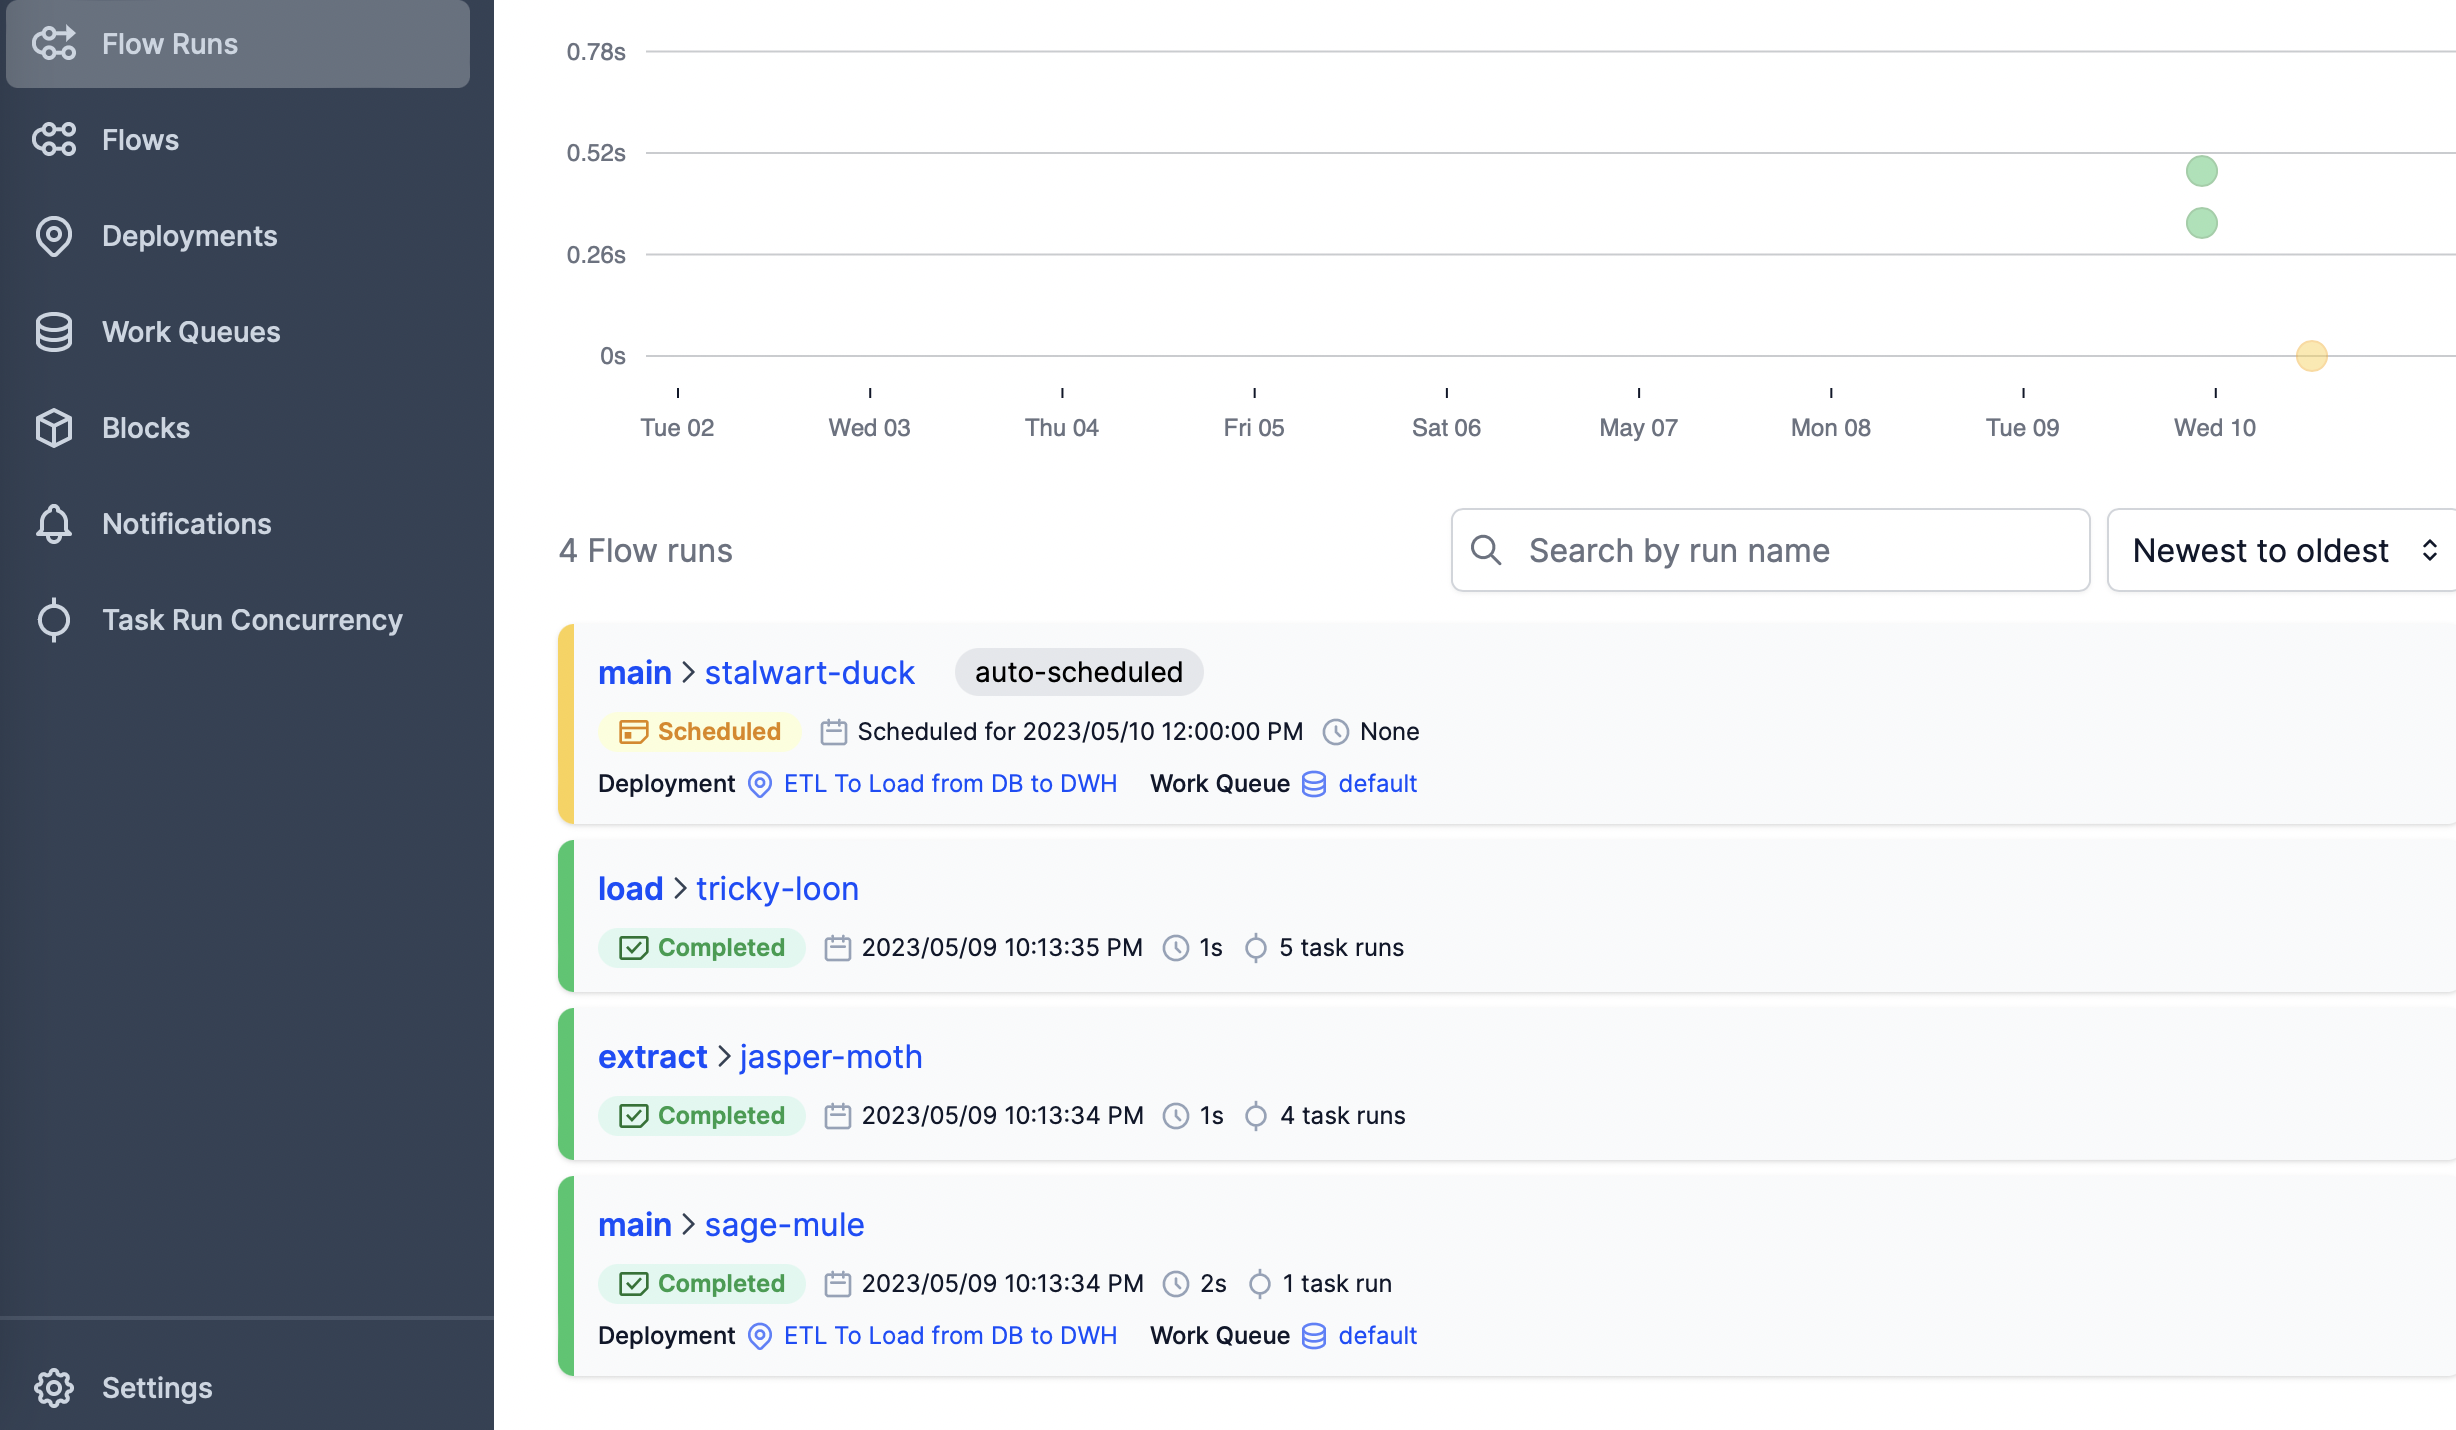 Flow Runs
Flows
Deployments
Work Queues
Blocks
Notifications
Task Run Concurrency
Settings
0.78s
0.52s
0.26s
0s
Tue 02 Wed 03 Thu 04 Fri 05 Sat 06 May 07 Mon 08 Tue 09 Wed 10
4 Flow runs Search by run name Newest to oldest
main > stalwart-duck auto-scheduled
Scheduled Scheduled for 2023/05/10 12:00:00 PM None
Deployment ETL To Load from DB to DWH Work Queue default
load > tricky-loon
Completed 2023/05/09 10:13:35 PM 1s 5 task runs
extract > jasper-moth
Completed 2023/05/09 10:13:34 PM 1s 4 task runs
main > sage-mule
Completed 2023/05/09 10:13:34 PM 2s 1 task run
Deployment ETL To Load from DB to DWH Work Queue default